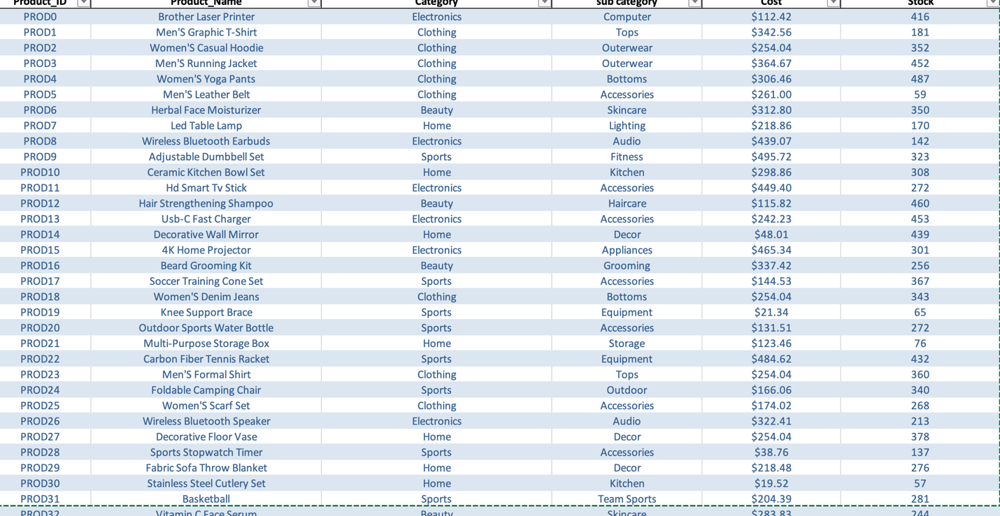 Product_ID Product_Name Category sub category Cost Stock
PROD0 Brother Laser Printer Electronics Computer $112.42 416
PROD1 Men'S Graphic T-Shirt Clothing Tops $342.56 181
PROD2 Women'S Casual Hoodie Clothing Outerwear $254.04 352
PROD3 Men'S Running Jacket Clothing Outerwear $364.67 452
PROD4 Women'S Yoga Pants Clothing Bottoms $306.46 487
PROD5 Men'S Leather Belt Clothing Accessories $261.00 59
PROD6 Herbal Face Moisturizer Beauty Skincare $312.80 350
PROD7 Led Table Lamp Home Lighting $218.86 170
PROD8 Wireless Bluetooth Earbuds Electronics Audio $439.07 142
PROD9 Adjustable Dumbbell Set Sports Fitness $495.72 323
PROD10 Ceramic Kitchen Bowl Set Home Kitchen $298.86 308
PROD11 Hd Smart Tv Stick Electronics Accessories $449.40 272
PROD12 Hair Strengthening Shampoo Beauty Haircare $115.82 460
PROD13 Usb-C Fast Charger Electronics Accessories $242.23 453
PROD14 Decorative Wall Mirror Home Decor $48.01 439
PROD15 4K Home Projector Electronics Appliances $465.34 301
PROD16 Beard Grooming Kit Beauty Grooming $337.42 256
PROD17 Soccer Training Cone Set Sports Accessories $144.53 367
PROD18 Women'S Denim Jeans Clothing Bottoms $254.04 343
PROD19 Knee Support Brace Sports Equipment $21.34 65
PROD20 Outdoor Sports Water Bottle Sports Accessories $131.51 272
PROD21 Multi-Purpose Storage Box Home Storage $123.46 76
PROD22 Carbon Fiber Tennis Racket Sports Equipment $484.62 432
PROD23 Men'S Formal Shirt Clothing Tops $254.04 360
PROD24 Foldable Camping Chair Sports Outdoor $166.06 340
PROD25 Women'S Scarf Set Clothing Accessories $174.02 268
PROD26 Wireless Bluetooth Speaker Electronics Audio $322.41 213
PROD27 Decorative Floor Vase Home Decor $254.04 378
PROD28 Sports Stopwatch Timer Sports Accessories $38.76 137
PROD29 Fabric Sofa Throw Blanket Home Decor $218.48 276
PROD30 Stainless Steel Cutlery Set Home Kitchen $19.52 57
PROD31 Basketball Sports Team Sports $204.39 281
PROD32 Vitamin C Face Serum Beauty Skincare $283.83 244